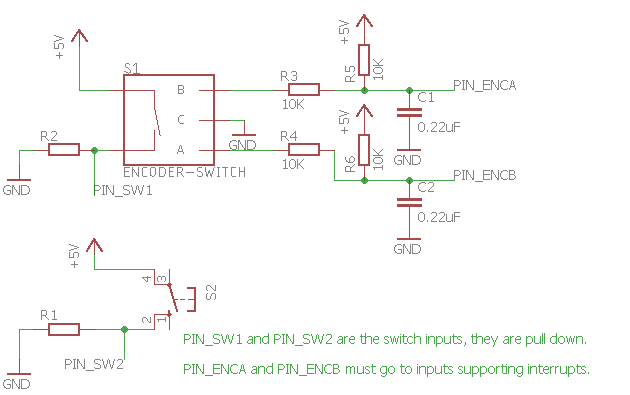 +5V
+5V
S1
B
R3
10K
R5
10K
PIN_ENCA
C1
0.22uF
GND
C
GND
+5V
R2
GND
PIN_SW1
A
ENCODER-SWITCH
R4
10K
R6
10K
PIN_ENCB
C2
0.22uF
GND
+5V
4
3
S2
2
1
R1
GND
PIN_SW2
PIN_SW1 and PIN_SW2 are the switch inputs, they are pull down.
PIN_ENCA and PIN_ENCB must go to inputs supporting interrupts.